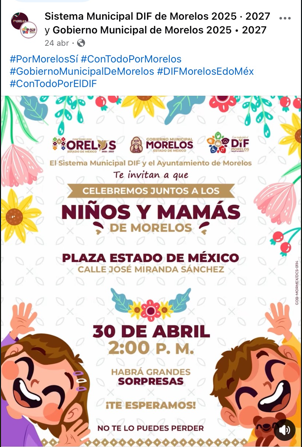 Sistema Municipal DIF de Morelos 2025 · 2027
y Gobierno Municipal de Morelos • 2027
24 abr ·
#PorMorelosSí #ConTodoPorMorelos
#GobiernoMunicipalDeMorelos #DIFMorelosEdoMéx
#ConTodoPorElDIF
MORELOS
MORELOS
DIF
El Sistema Municipal DIF y el Ayuntamiento de Morelos
Te invitan a que
CELEBREMOS JUNTOS A LOS
NIÑOS Y MAMÁS
DE MORELOS
PLAZA ESTADO DE MÉXICO
CALLE JOSÉ MIRANDA SÁNCHEZ
30 DE ABRIL
2:00 P. M.
HABRÁ GRANDES
SORPRESAS
¡TE ESPERAMOS!
NO TE LO PUEDES PERDER